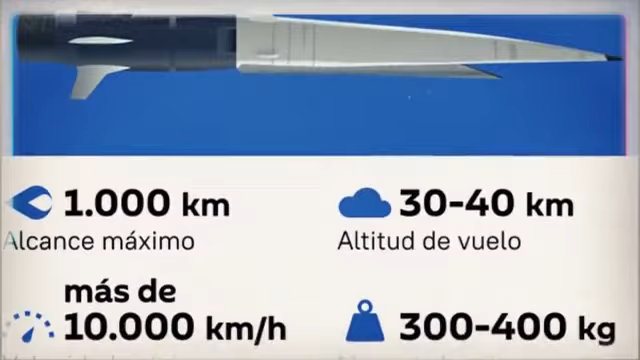 1.000 km
Alcance máximo
30-40 km
Altitud de vuelo
más de
10.000 km/h
300-400 kg